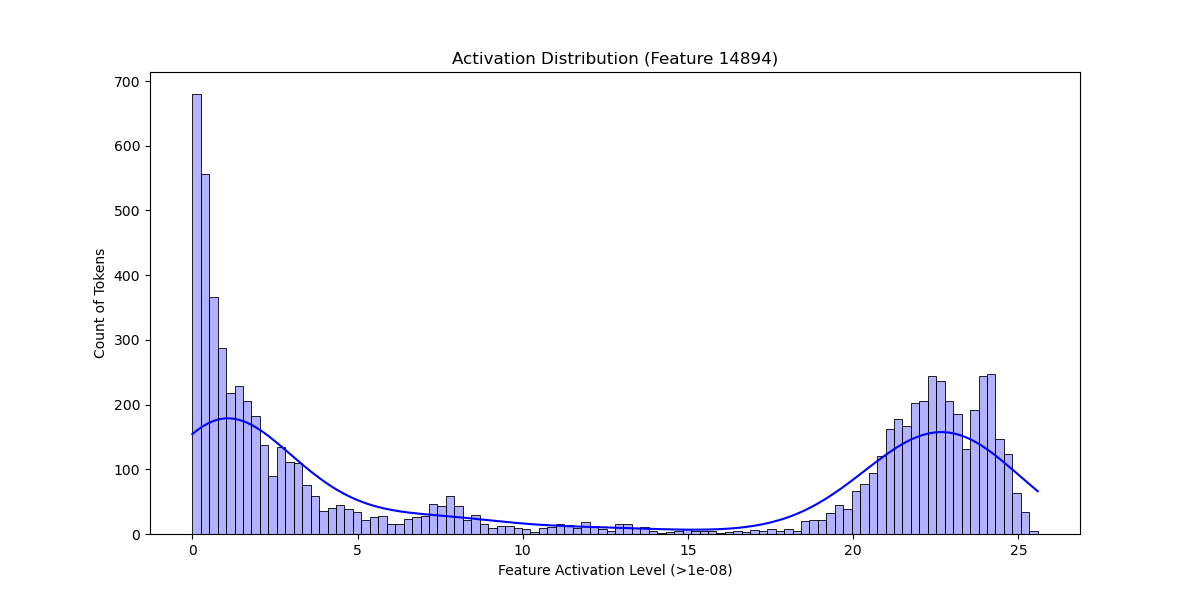 Activation Distribution (Feature 14894)
700
600
500
400
300
200
100
0
Count of Tokens
0 5 10 15 20 25
Feature Activation Level (>1e-08)